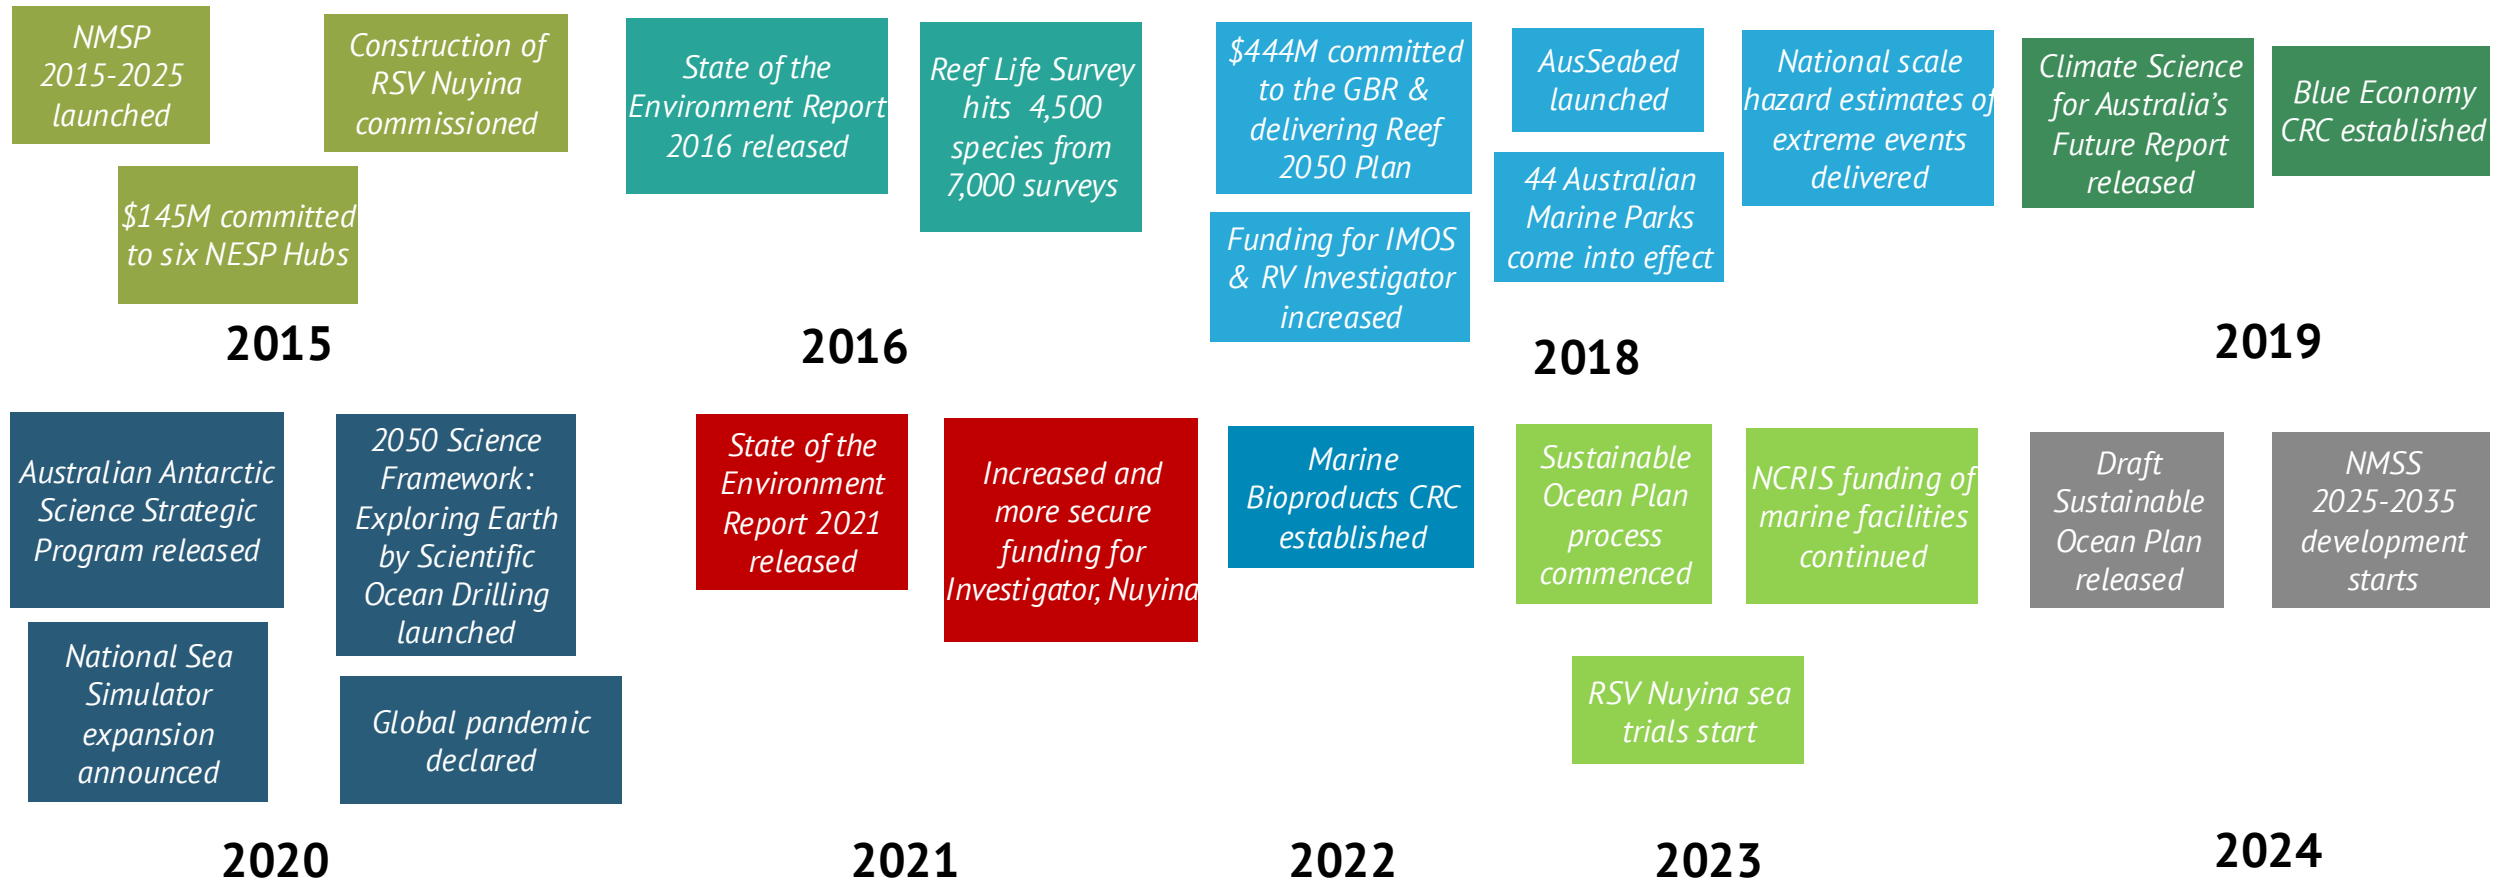 NMSP
2015-2025
launched
Construction of
RSV Nuyina
commissioned
$145M committed
to six NESP Hubs
2015
State of the
Environment Report
2016 released
Reef Life Survey
hits 4,500
species from
7,000 surveys
2016
$444M committed
to the GBR &
delivering Reef
2050 Plan
Funding for IMOS
& RV Investigator
increased
AusSeabed
launched
44 Australian
Marine Parks
come into effect
National scale
hazard estimates of
extreme events
delivered
2018
Climate Science
for Australia’s
Future Report
released
Blue Economy
CRC established
2019
Australian Antarctic
Science Strategic
Program released
2050 Science
Framework:
Exploring Earth
by Scientific
Ocean Drilling
launched
National Sea
Simulator
expansion
announced
Global pandemic
declared
2020
State of the
Environment
Report 2021
released
Increased and
more secure
funding for
Investigator, Nuyina
2021
Marine
Bioproducts CRC
established
2022
Sustainable
Ocean Plan
process
commenced
NCRIS funding of
marine facilities
continued
RSV Nuyina sea
trials start
2023
Draft
Sustainable
Ocean Plan
released
NMSS
2025-2035
development
starts
2024